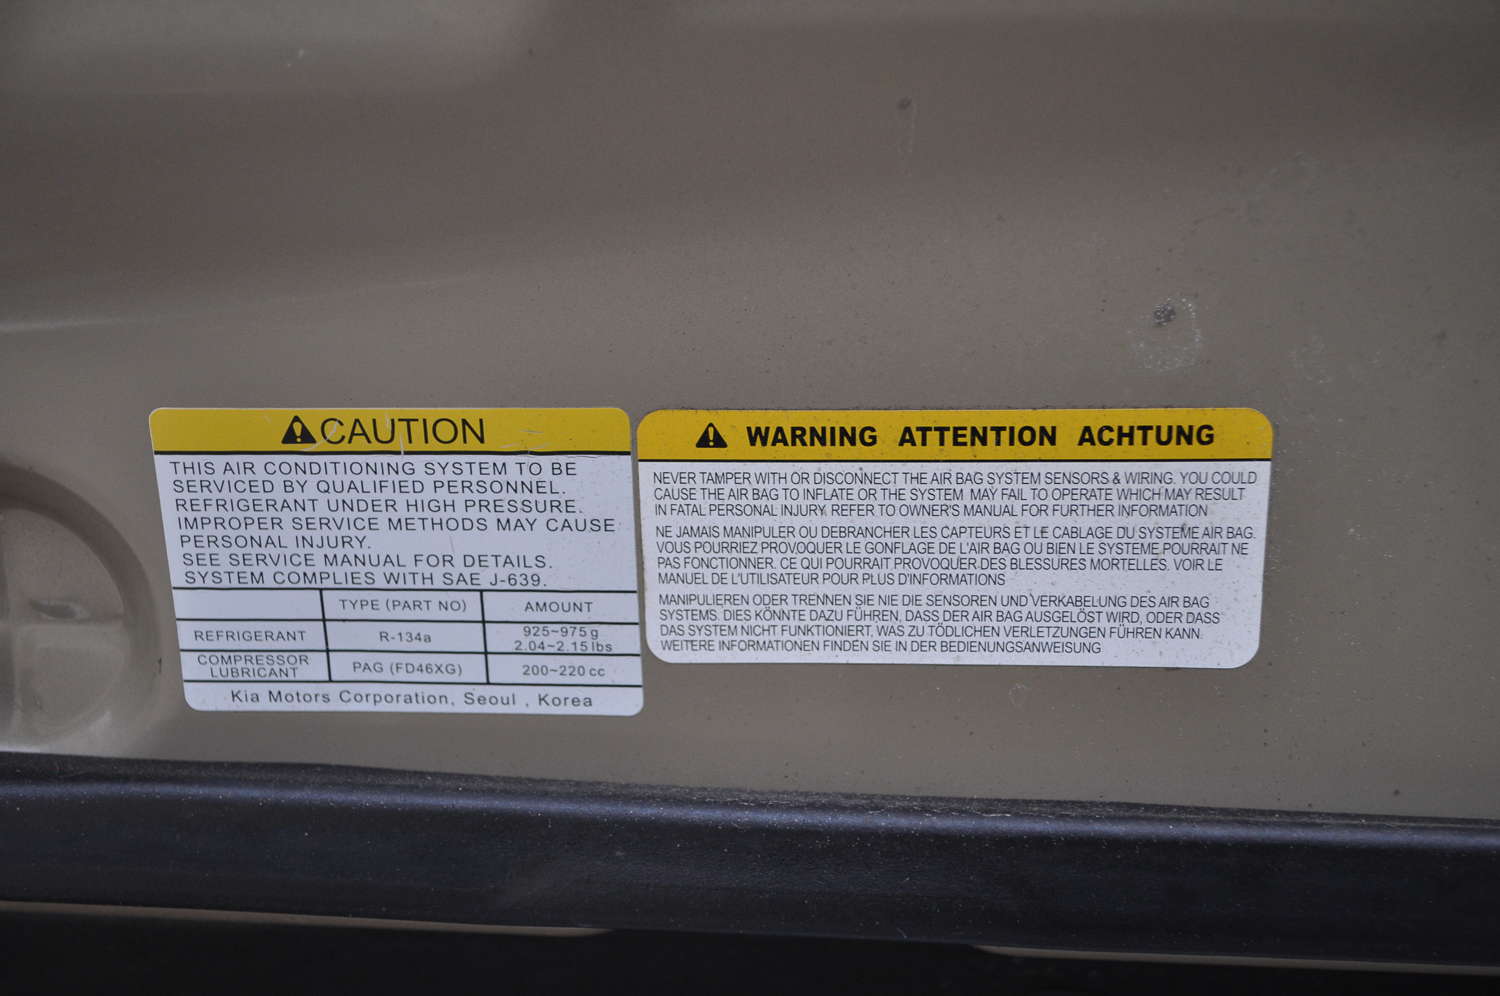 CAUTION
THIS AIR CONDITIONING SYSTEM TO BE
SERVICED BY QUALIFIED PERSONNEL.
REFRIGERANT UNDER HIGH PRESSURE.
IMPROPER SERVICE METHODS MAY CAUSE
PERSONAL INJURY.
SEE SERVICE MANUAL FOR DETAILS.
SYSTEM COMPLIES WITH SAE J-639.
TYPE (PART NO) AMOUNT
REFRIGERANT R-134a 925~975 g
2.04~2.15 lbs
COMPRESSOR
LUBRICANT PAG (FD46XG) 200~220 cc
Kia Motors Corporation, Seoul , Korea
WARNING ATTENTION ACHTUNG
NEVER TAMPER WITH OR DISCONNECT THE AIR BAG SYSTEM SENSORS & WIRING. YOU COULD
CAUSE THE AIR BAG TO INFLATE OR THE SYSTEM MAY FAIL TO OPERATE WHICH MAY RESULT
IN FATAL PERSONAL INJURY. REFER TO OWNER'S MANUAL FOR FURTHER INFORMATION
NE JAMAIS MANIPULER OU DEBRANCHER LES CAPTEURS ET LE CABLAGE DU SYSTEME AIR BAG.
VOUS POURRIEZ PROVOQUER LE GONFLAGE DE L'AIR BAG OU BIEN LE SYSTEME POURRAIT NE
PAS FONCTIONNER. CE QUI POURRAIT PROVOQUER DES BLESSURES MORTELLES. VOIR LE
MANUEL DE L'UTILISATEUR POUR PLUS D'INFORMATIONS
MANIPULIEREN ODER TRENNEN SIE NIE DIE SENSOREN UND VERKABELUNG DES AIR BAG
SYSTEMS. DIES KÖNNTE DAZU FÜHREN, DASS DER AIR BAG AUSGELÖST WIRD, ODER DASS
DAS SYSTEM NICHT FUNKTIONIERT, WAS ZU TÖDLICHEN VERLETZUNGEN FÜHREN KANN.
WEITERE INFORMATIONEN FINDEN SIE IN DER BEDIENUNGSANWEISUNG